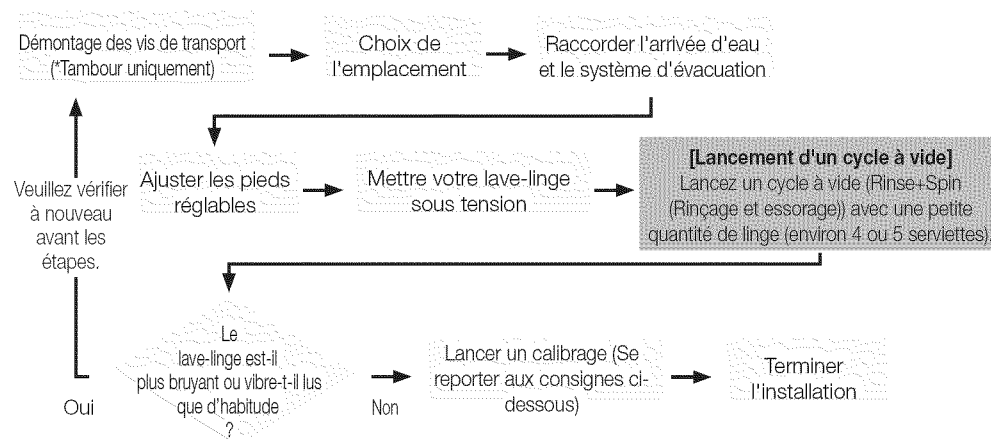 Démontage des vis de transport
(*Tambour uniquement)
Choix de
l'emplacement
Raccorder l'arrivée d'eau
et le système d'évacuation
Ajuster les pieds
réglables
Mettre votre lave-linge
sous tension
[Lancement d'un cycle à vide]
Lancez un cycle à vide (Rinse+Spin
(Rinçage et essorage)) avec une petite
quantité de linge (environ 4 ou 5 serviettes)
Veuillez vérifier
à nouveau
avant les
étapes.
Le
lave-linge est-il
plus bruyant ou vibre-t-il lus
que d'habitude
?
Oui
Non
Lancer un calibrage (Se
reporter aux consignes ci-
dessous)
Terminer
l'installation